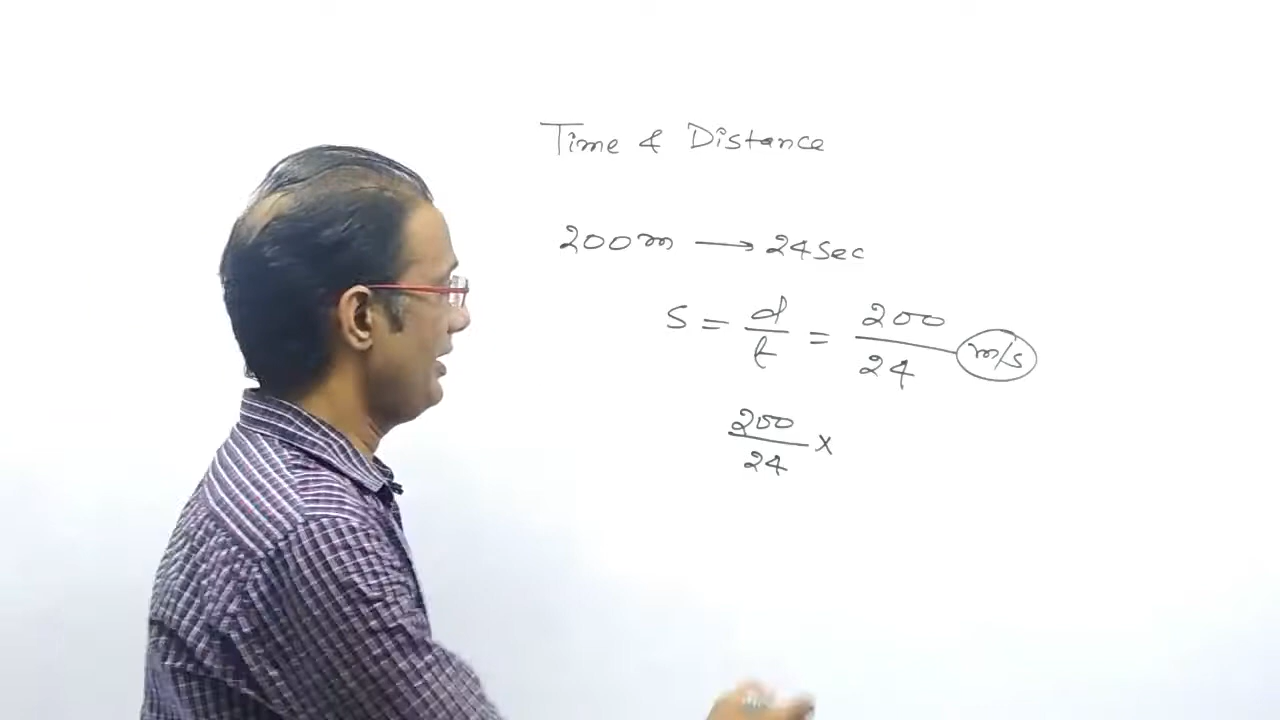 Time & Distance
200m → 24sec
S = d/t = 200/24 m/s
200/24 ×